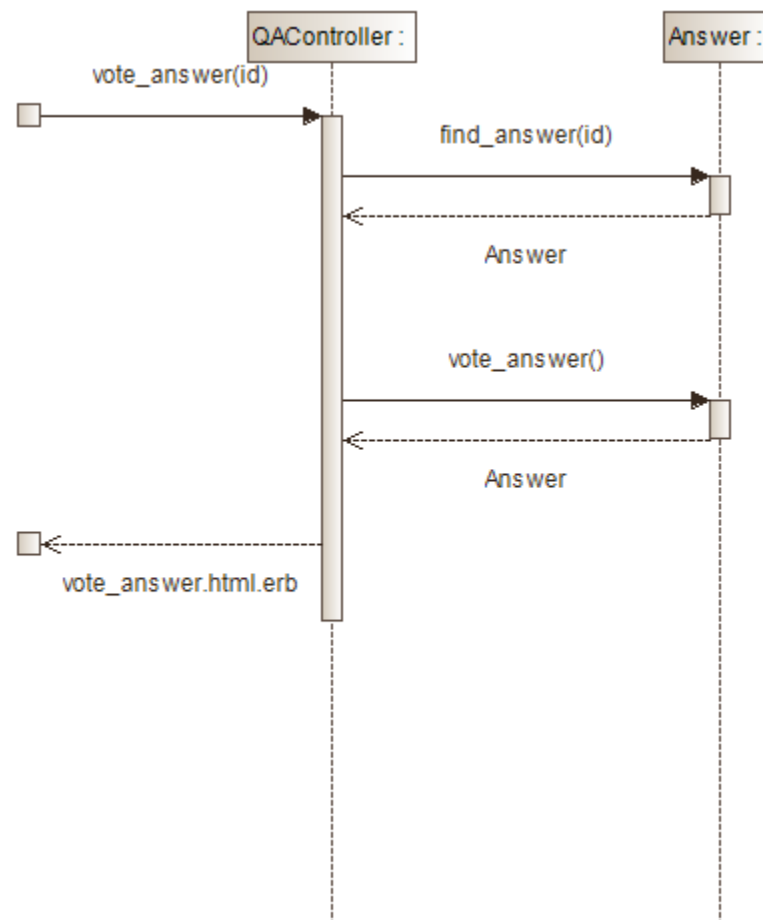 QAController :
Answer :
vote_answer(id)
find_answer(id)
Answer
vote_answer()
Answer
vote_answer.html.erb